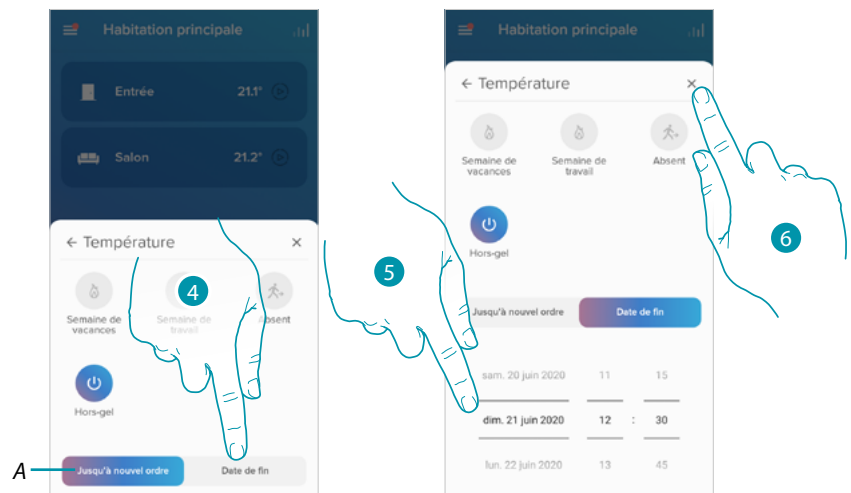 Habitation principale
Entrée 21.1°
Salon 21.2°
← Température ×
Semaine de vacances
Semaine de travail
Absent
Hors-gel
Jusqu'à nouvel ordre
Date de fin
A
4
Habitation principale
← Température ×
Semaine de vacances
Semaine de travail
Absent
Hors-gel
Jusqu'à nouvel ordre
Date de fin
sam. 20 juin 2020 11 15
dim. 21 juin 2020 12 : 30
lun. 22 juin 2020 13 45
5
6